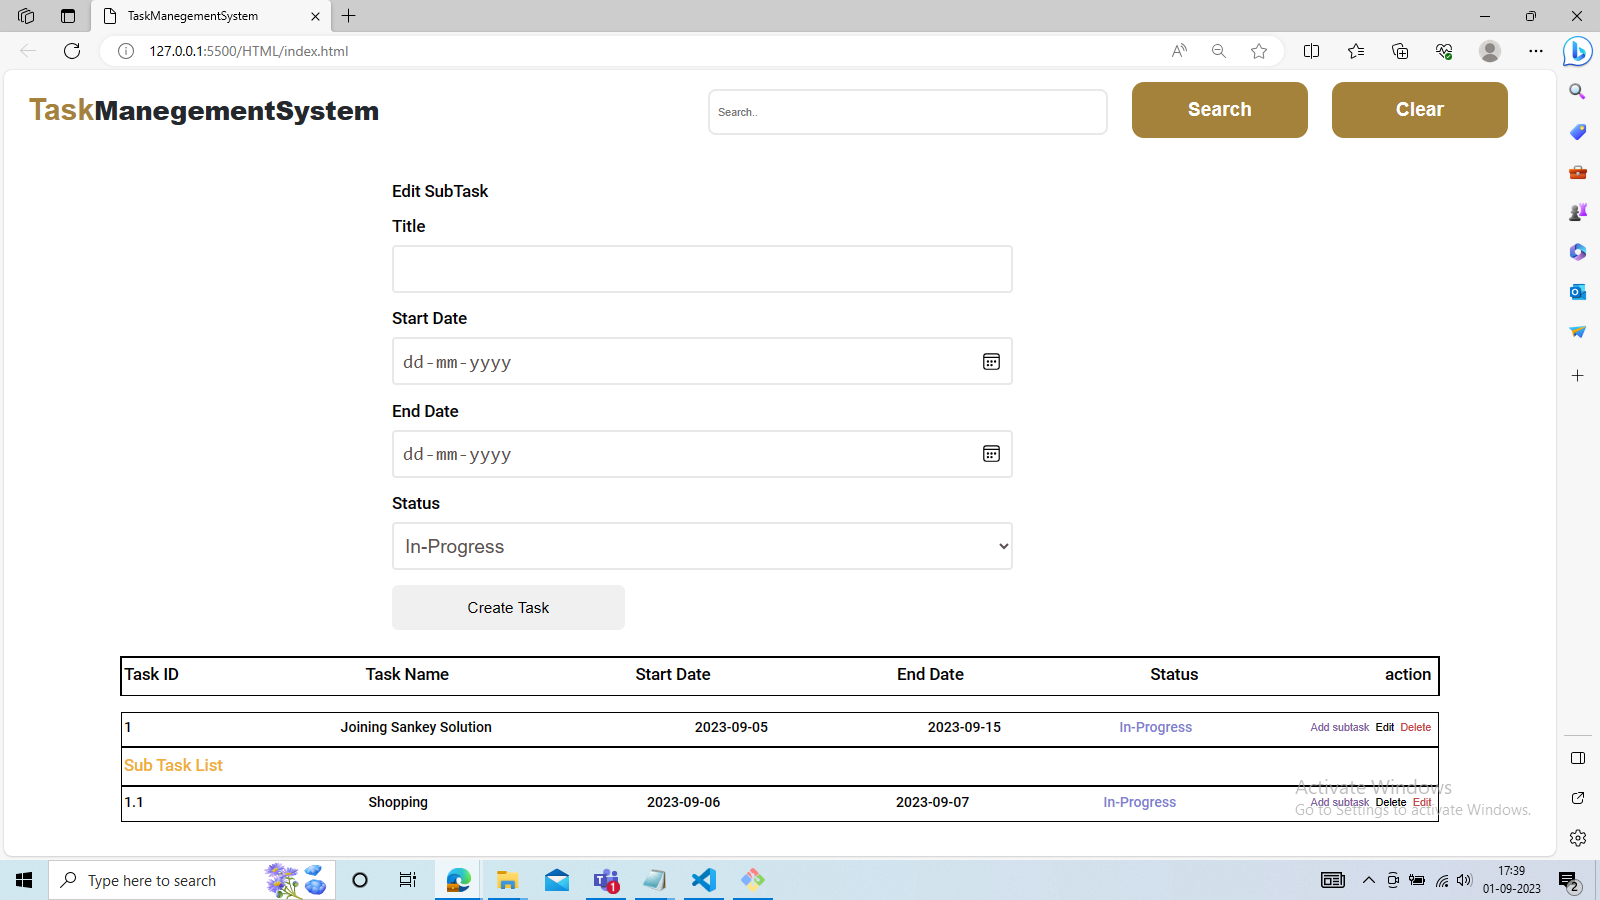 TaskManegementSystem
127.0.0.1:5500/HTML/index.html
TaskManegementSystem
Search..
Search
Clear
Edit SubTask
Title
Start Date
dd-mm-yyyy
End Date
dd-mm-yyyy
Status
In-Progress
Create Task
Task ID Task Name Start Date End Date Status action
1 Joining Sankey Solution 2023-09-05 2023-09-15 In-Progress Add subtask Edit Delete
Sub Task List
1.1 Shopping 2023-09-06 2023-09-07 In-Progress Add subtask Delete Edit
Activate Windows
Go to Settings to activate Windows.
Type here to search
1
17:39
01-09-2023
2